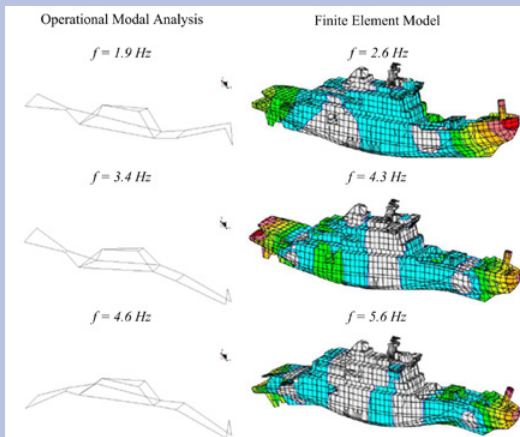 Operational Modal Analysis
Finite Element Model
f = 1.9 Hz
f = 2.6 Hz
f = 3.4 Hz
f = 4.3 Hz
f = 4.6 Hz
f = 5.6 Hz